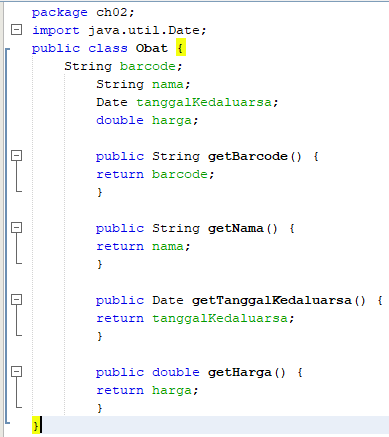 package ch02;
import java.util.Date;
public class Obat {
String barcode;
String nama;
Date tanggalKedaluarsa;
double harga;
public String getBarcode() {
return barcode;
}
public String getNama() {
return nama;
}
public Date getTanggalKedaluarsa() {
return tanggalKedaluarsa;
}
public double getHarga() {
return harga;
}
}